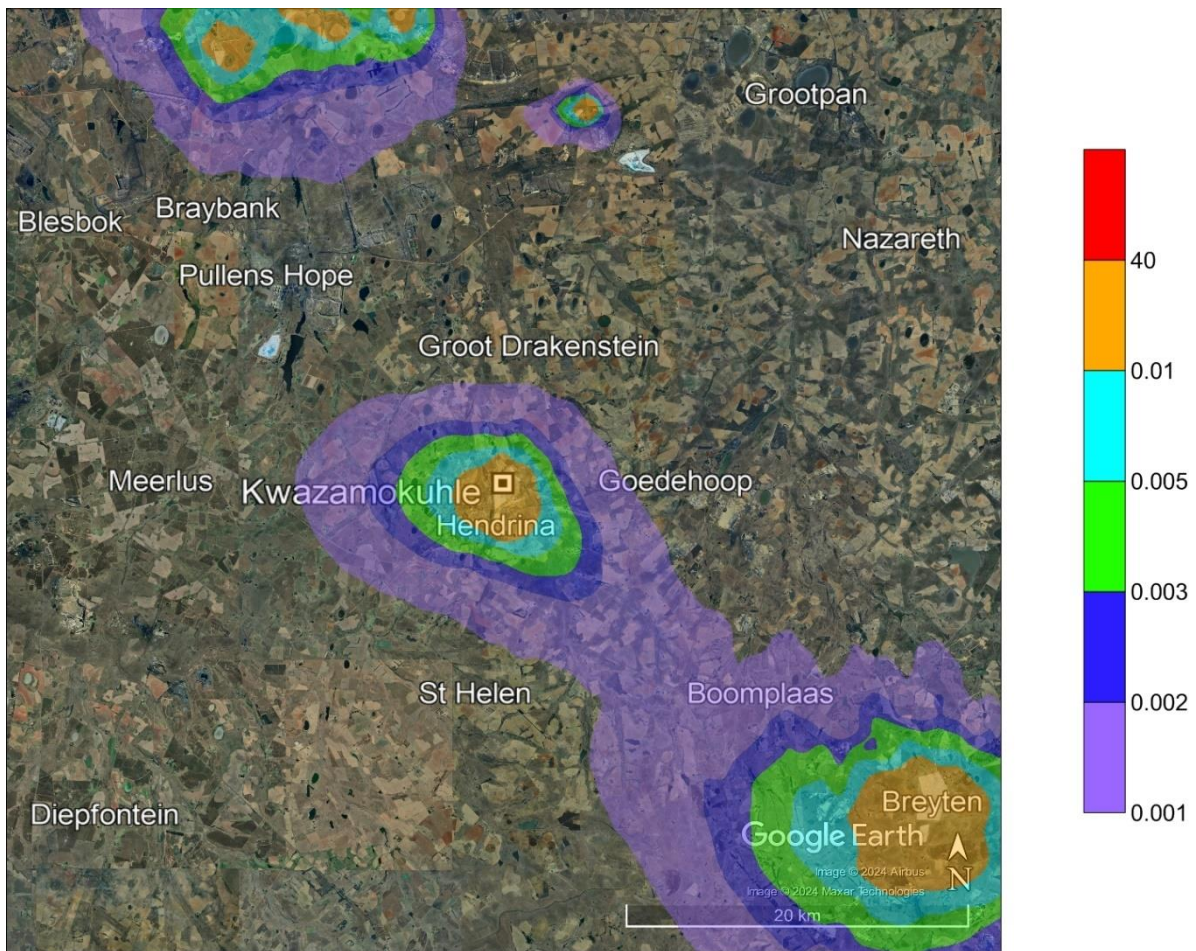 Grootpan
Blesbok
Braybank
Nazareth
Pullens Hope
Groot Drakenstein
Meerlus
Kwazamokuhle
Goedehoop
Hendrina
St Helen
Boomplaas
Diepfontein
Breyten
Google Earth
Image © 2024 Airbus
Image © 2024 Maxar Technologies
N
20 km
40
0.01
0.005
0.003
0.002
0.001